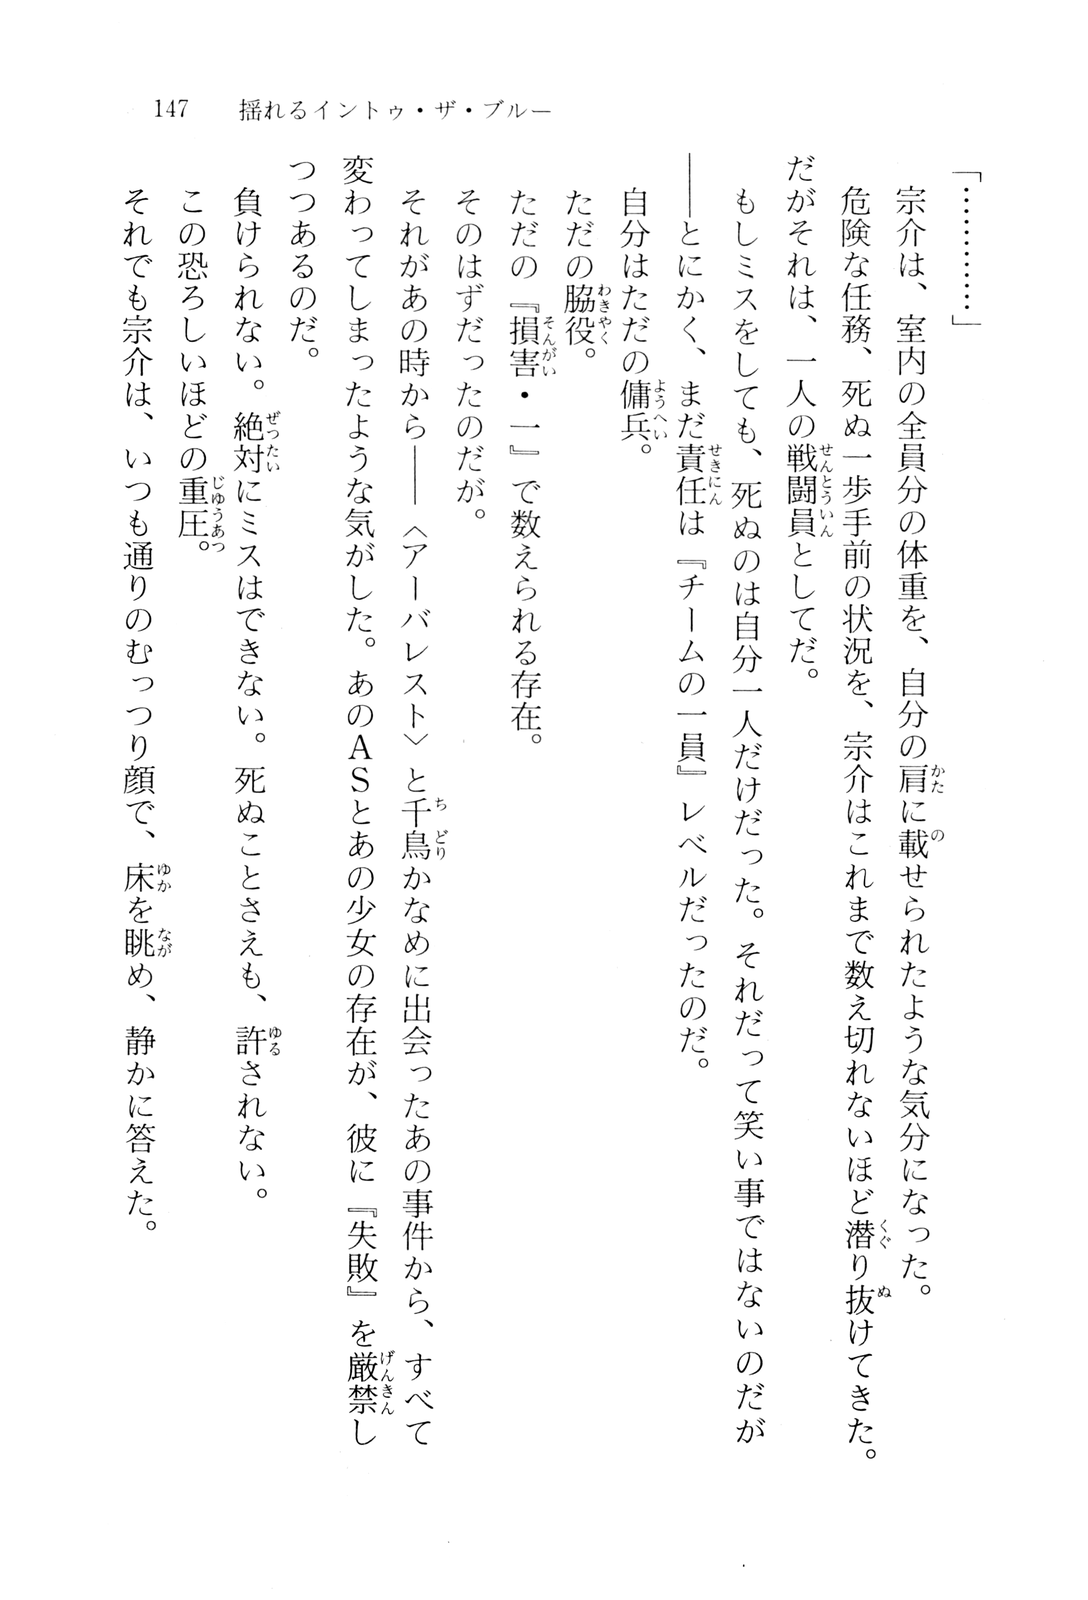 147　揺れるイントゥ・ザ・ブルー
「…………」
宗介は、室内の全員分の体重を、自分の肩に載せられたような気分になった。
危険な任務、死ぬ一歩手前の状況を、宗介はこれまで数え切れないほど潜り抜けてきた。
だがそれは、一人の戦闘員としてだ。
もしミスをしても、死ぬのは自分一人だけだった。それだって笑い事ではないのだが
――とにかく、まだ責任は『チームの一員』レベルだったのだ。
自分はただの傭兵。
ただの脇役。
ただの『損害・一』で数えられる存在。
そのはずだったのだが。
それがあの時から――〈アーバレスト〉と千鳥かなめに出会ったあの事件から、すべて
変わってしまったような気がした。あのＡＳとあの少女の存在が、彼に『失敗』を厳禁し
つつあるのだ。
負けられない。絶対にミスはできない。死ぬことさえも、許されない。
この恐ろしいほどの重圧。
それでも宗介は、いつも通りのむっつり顔で、床を眺め、静かに答えた。